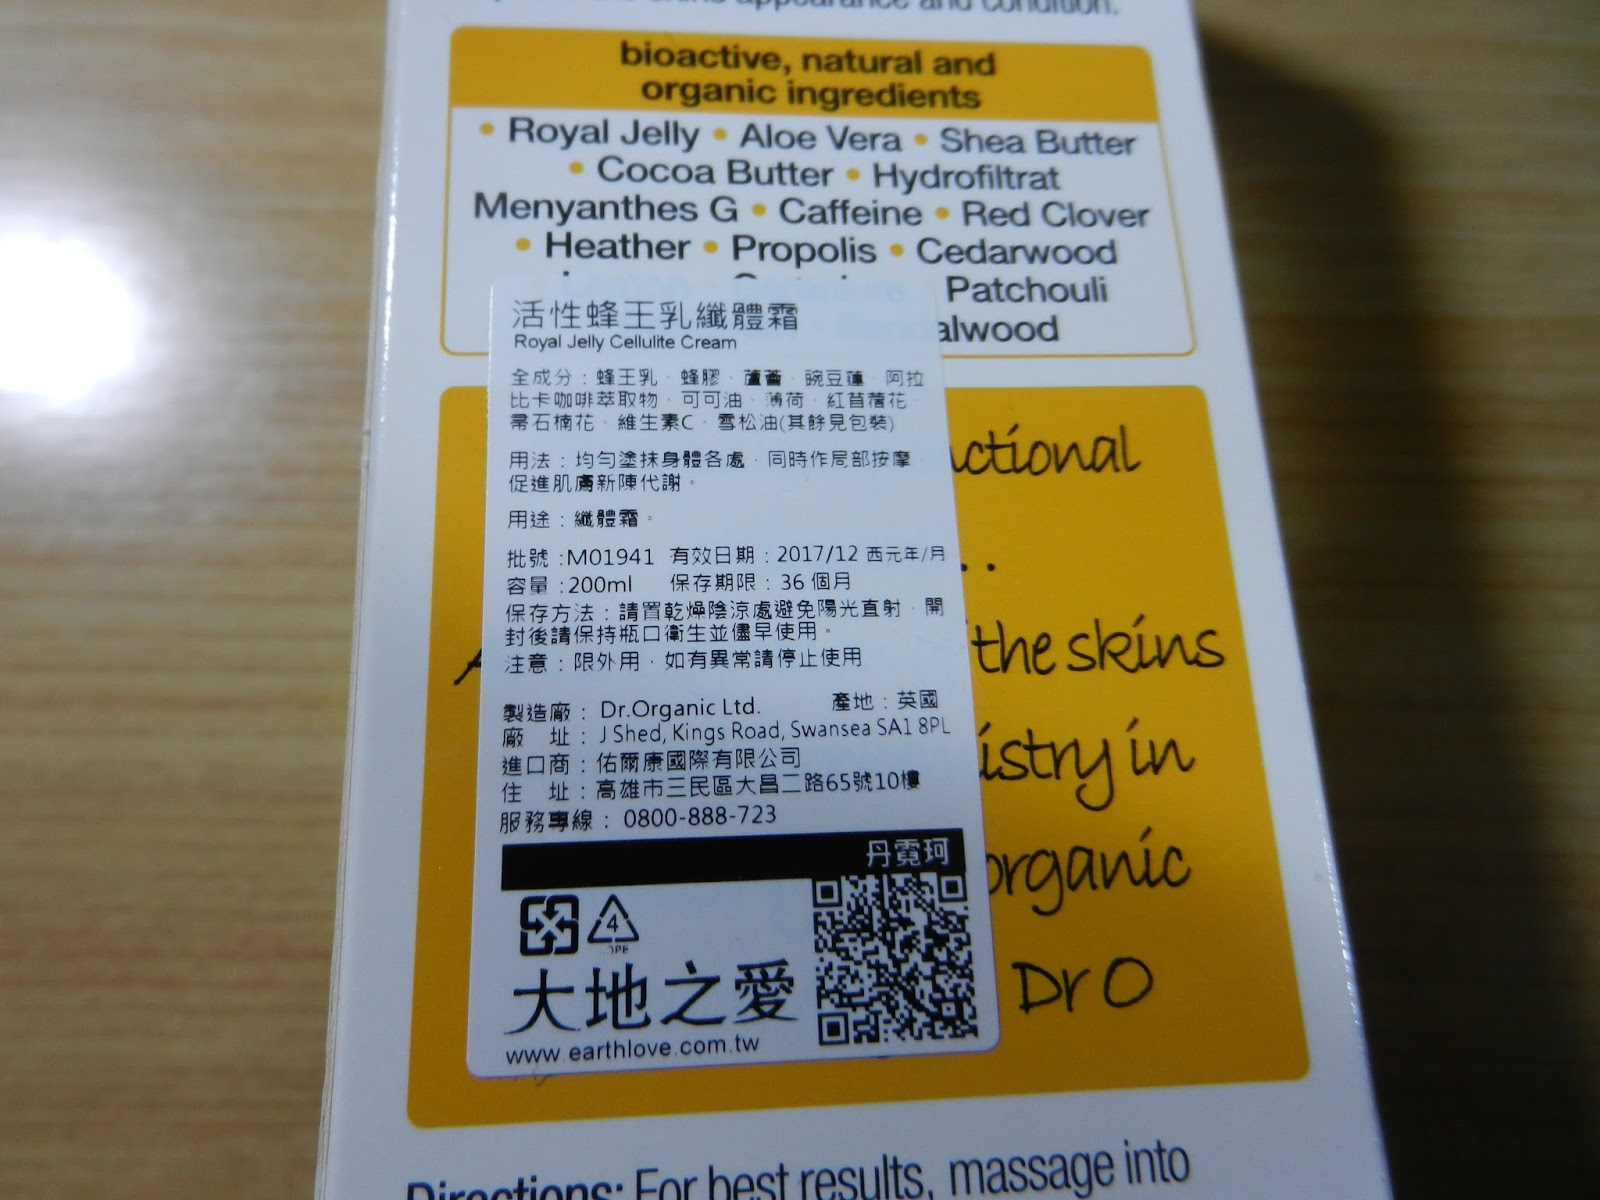 the skins appearance and condition.
bioactive, natural and
organic ingredients
• Royal Jelly • Aloe Vera • Shea Butter
• Cocoa Butter • Hydrofiltrat
Menyanthes G • Caffeine • Red Clover
• Heather • Propolis • Cedarwood
Patchouli
alwood
活性蜂王乳纖體霜
Royal Jelly Cellulite Cream
全成分：蜂王乳、蜂膠、蘆薈、豌豆蓮、阿拉
比卡咖啡萃取物、可可油、薄荷、紅苜蓿花、
帚石楠花、維生素C、雪松油(其餘見包裝)
用法：均勻塗抹身體各處，同時作局部按摩，
促進肌膚新陳代謝。
用途：纖體霜。
批號：M01941 有效日期：2017/12 西元年/月
容量：200ml 保存期限：36個月
保存方法：請置乾燥陰涼處避免陽光直射，開
封後請保持瓶口衛生並儘早使用。
注意：限外用，如有異常請停止使用
製造廠：Dr.Organic Ltd. 產地：英國
廠 址：J Shed, Kings Road, Swansea SA1 8PL
進口商：佑爾康國際有限公司
住 址：高雄市三民區大昌二路65號10樓
服務專線：0800-888-723
丹霓珂
4
大地之愛
www.earthlove.com.tw
ctional
..
the skins
istry in
organic
Dr O
Directions: For best results, massage into